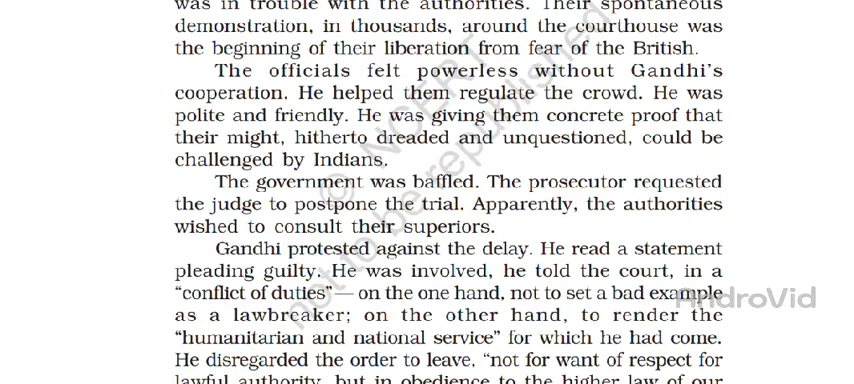 was in trouble with the authorities. Their spontaneous
demonstration, in thousands, around the courthouse was
the beginning of their liberation from fear of the British.
The officials felt powerless without Gandhi's
cooperation. He helped them regulate the crowd. He was
polite and friendly. He was giving them concrete proof that
their might, hitherto dreaded and unquestioned, could be
challenged by Indians.
The government was baffled. The prosecutor requested
the judge to postpone the trial. Apparently, the authorities
wished to consult their superiors.
Gandhi protested against the delay. He read a statement
pleading guilty. He was involved, he told the court, in a
“conflict of duties”— on the one hand, not to set a bad example
as a lawbreaker; on the other hand, to render the
“humanitarian and national service” for which he had come.
He disregarded the order to leave, “not for want of respect for
lawful authority, but in obedience to the higher law of our
© NCERT
not to be republished
AndroVid